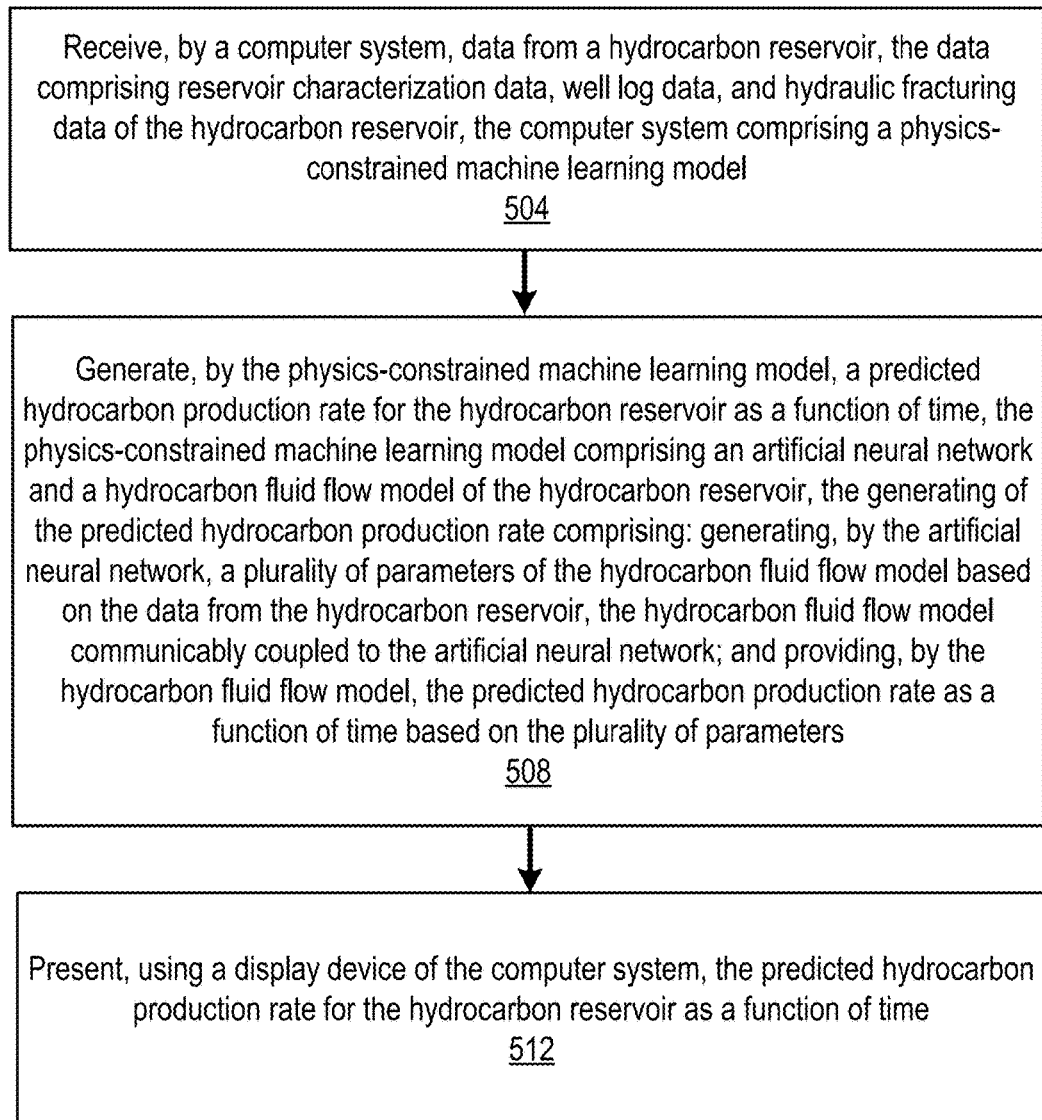 Receive, by a computer system, data from a hydrocarbon reservoir, the data
comprising reservoir characterization data, well log data, and hydraulic fracturing
data of the hydrocarbon reservoir, the computer system comprising a physics-
constrained machine learning model
504
Generate, by the physics-constrained machine learning model, a predicted
hydrocarbon production rate for the hydrocarbon reservoir as a function of time, the
physics-constrained machine learning model comprising an artificial neural network
and a hydrocarbon fluid flow model of the hydrocarbon reservoir, the generating of
the predicted hydrocarbon production rate comprising: generating, by the artificial
neural network, a plurality of parameters of the hydrocarbon fluid flow model based
on the data from the hydrocarbon reservoir, the hydrocarbon fluid flow model
communicably coupled to the artificial neural network; and providing, by the
hydrocarbon fluid flow model, the predicted hydrocarbon production rate as a
function of time based on the plurality of parameters
508
Present, using a display device of the computer system, the predicted hydrocarbon
production rate for the hydrocarbon reservoir as a function of time
512